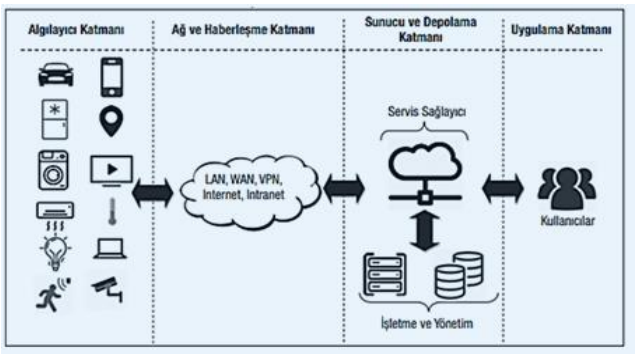 Algılayıcı Katmanı
Ağ ve Haberleşme Katmanı
Sunucu ve Depolama
Katmanı
Uygulama Katmanı
Servis Sağlayıcı
LAN, WAN, VPN,
Internet, Intranet
Kullanıcılar
İşletme ve Yönetim